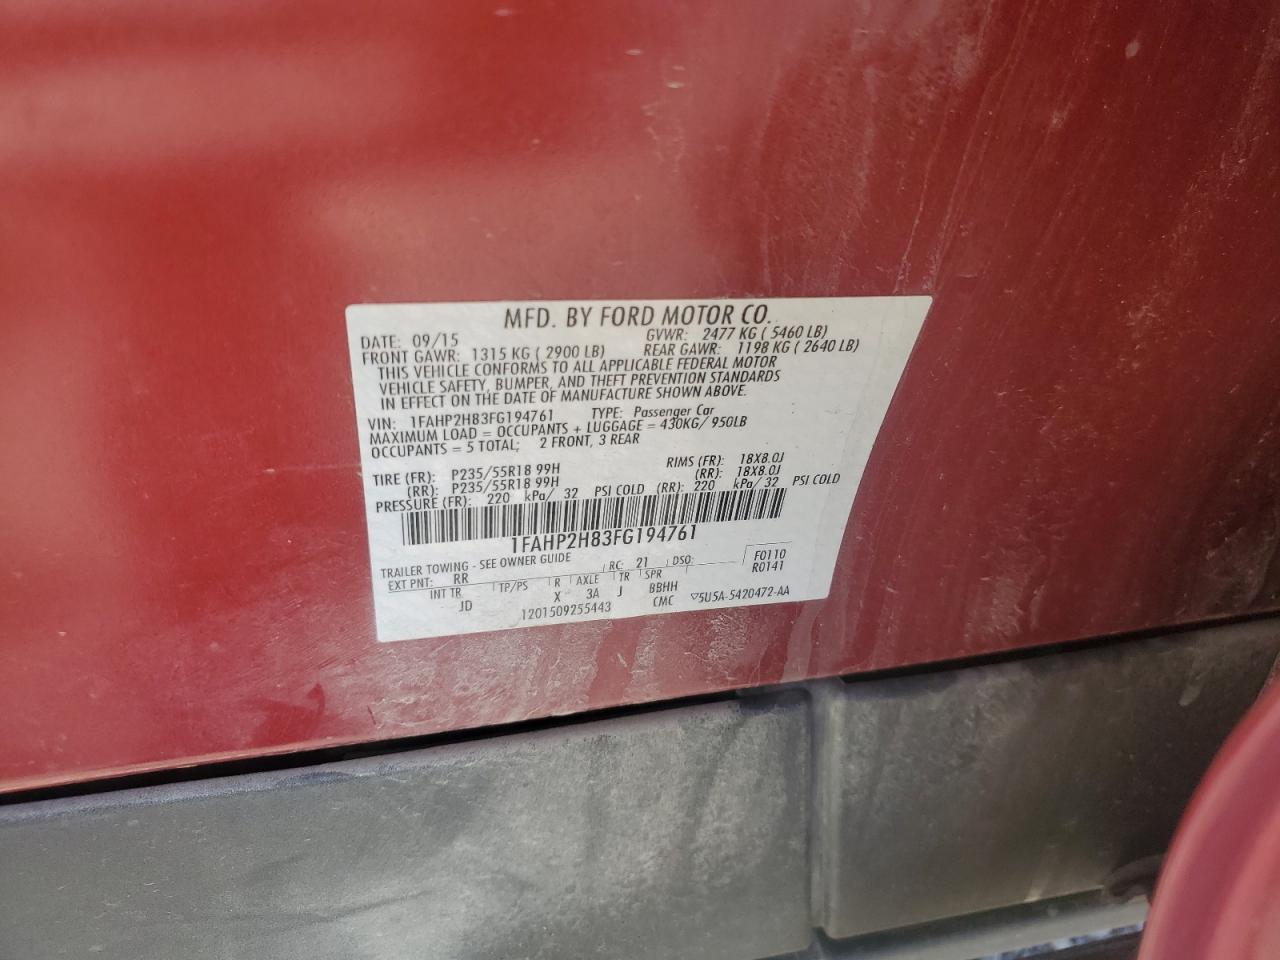 MFD. BY FORD MOTOR CO.
DATE: 09/15 GVWR: 2477 KG ( 5460 LB)
FRONT GAWR: 1315 KG ( 2900 LB) REAR GAWR: 1198 KG ( 2640 LB)
THIS VEHICLE CONFORMS TO ALL APPLICABLE FEDERAL MOTOR
VEHICLE SAFETY, BUMPER, AND THEFT PREVENTION STANDARDS
IN EFFECT ON THE DATE OF MANUFACTURE SHOWN ABOVE.
VIN: 1FAHP2H83FG194761 TYPE: Passenger Car
MAXIMUM LOAD = OCCUPANTS + LUGGAGE = 430KG/ 950LB
OCCUPANTS = 5 TOTAL; 2 FRONT, 3 REAR
TIRE (FR): P235/55R18 99H RIMS (FR): 18X8.0J
(RR): P235/55R18 99H (RR): 18X8.0J
PRESSURE (FR): 220 kPa/ 32 PSI COLD (RR): 220 kPa/ 32 PSI COLD
1FAHP2H83FG194761
TRAILER TOWING - SEE OWNER GUIDE
EXT PNT: RR RC: 21 DSO: F0110
INT TR TP/PS R AXLE TR SPR R0141
JD X 3A J BBHH
1201509255443 CMC ▽5U5A-5420472-AA